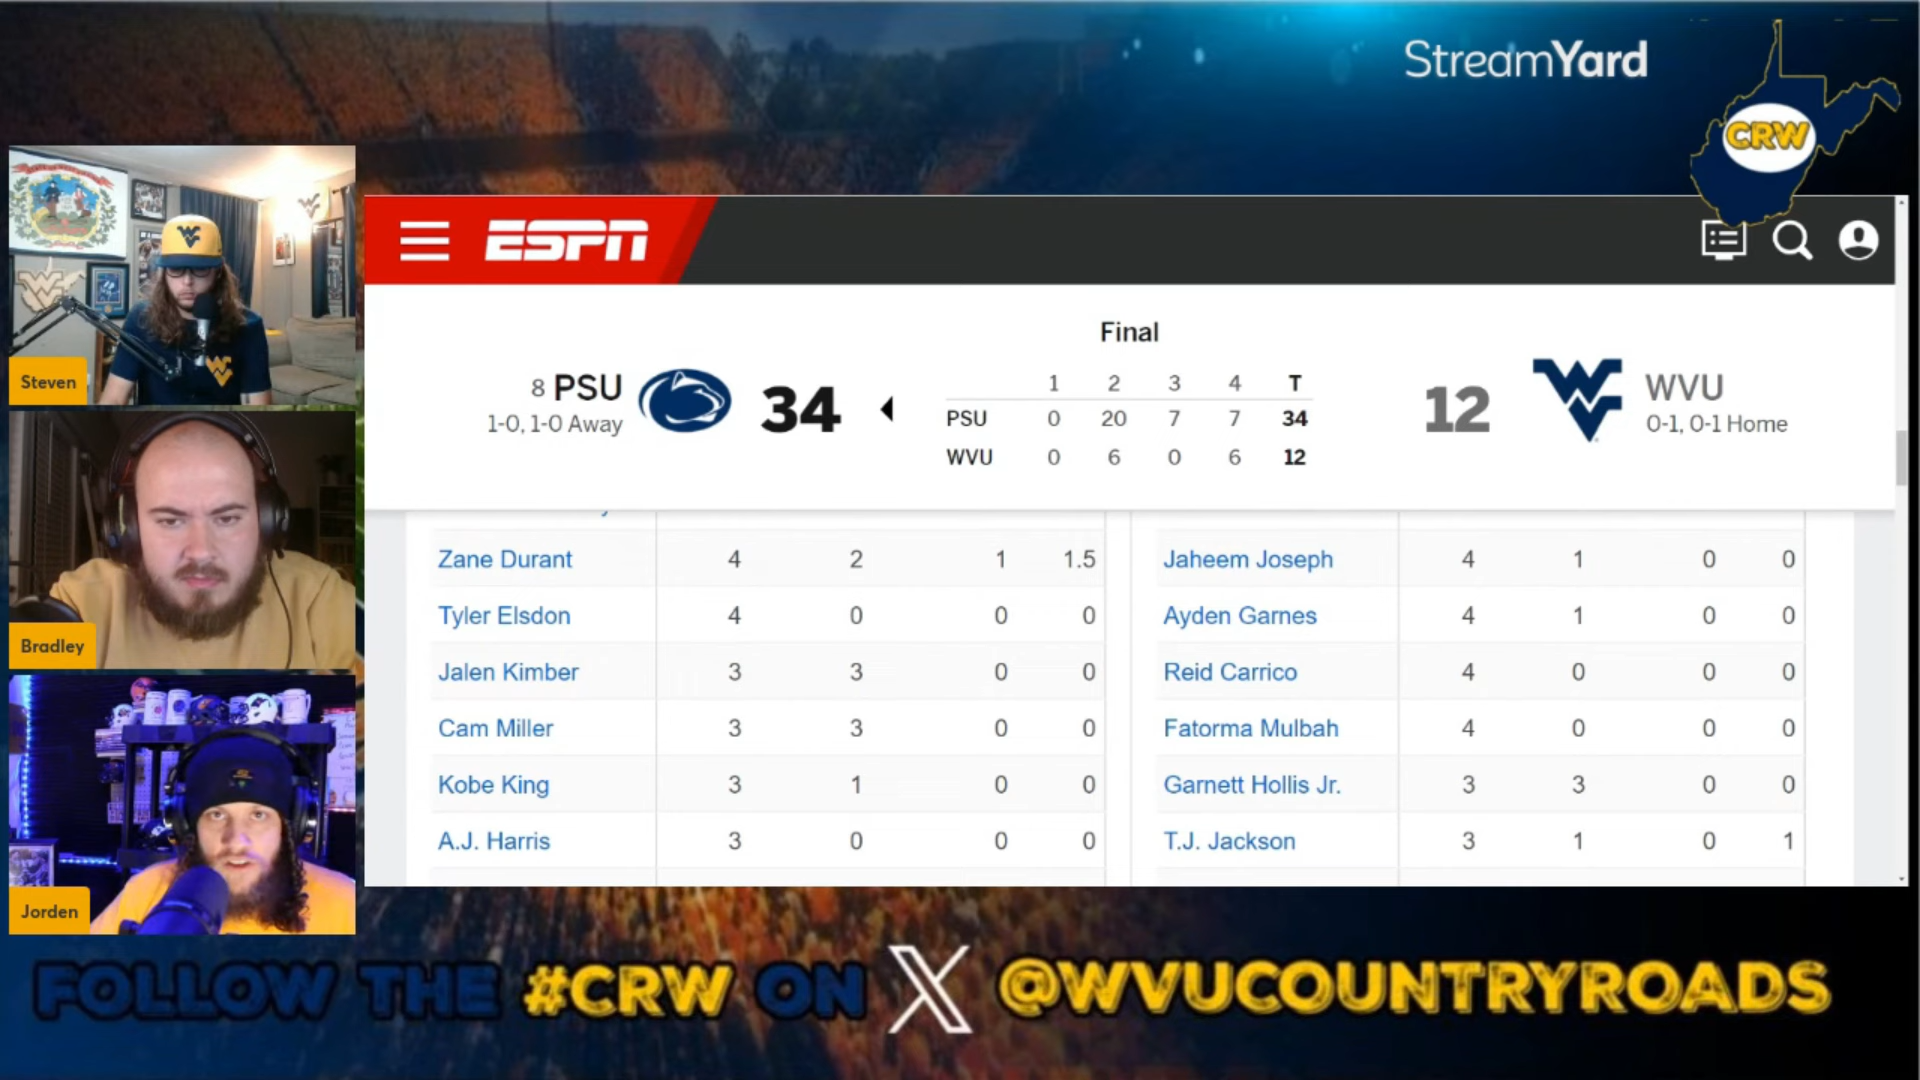 StreamYard
CRW
ESPN
Final
8 PSU
1-0, 1-0 Away
34
1 2 3 4 T
PSU 0 20 7 7 34
WVU 0 6 0 6 12
12
WVU
0-1, 0-1 Home
Zane Durant 4 2 1 1.5
Tyler Elsdon 4 0 0 0
Jalen Kimber 3 3 0 0
Cam Miller 3 3 0 0
Kobe King 3 1 0 0
A.J. Harris 3 0 0 0
Jaheem Joseph 4 1 0 0
Ayden Garnes 4 1 0 0
Reid Carrico 4 0 0 0
Fatorma Mulbah 4 0 0 0
Garnett Hollis Jr. 3 3 0 0
T.J. Jackson 3 1 0 1
Steven
Bradley
Jorden
FOLLOW THE #CRW ON X @WVUCOUNTRYROADS